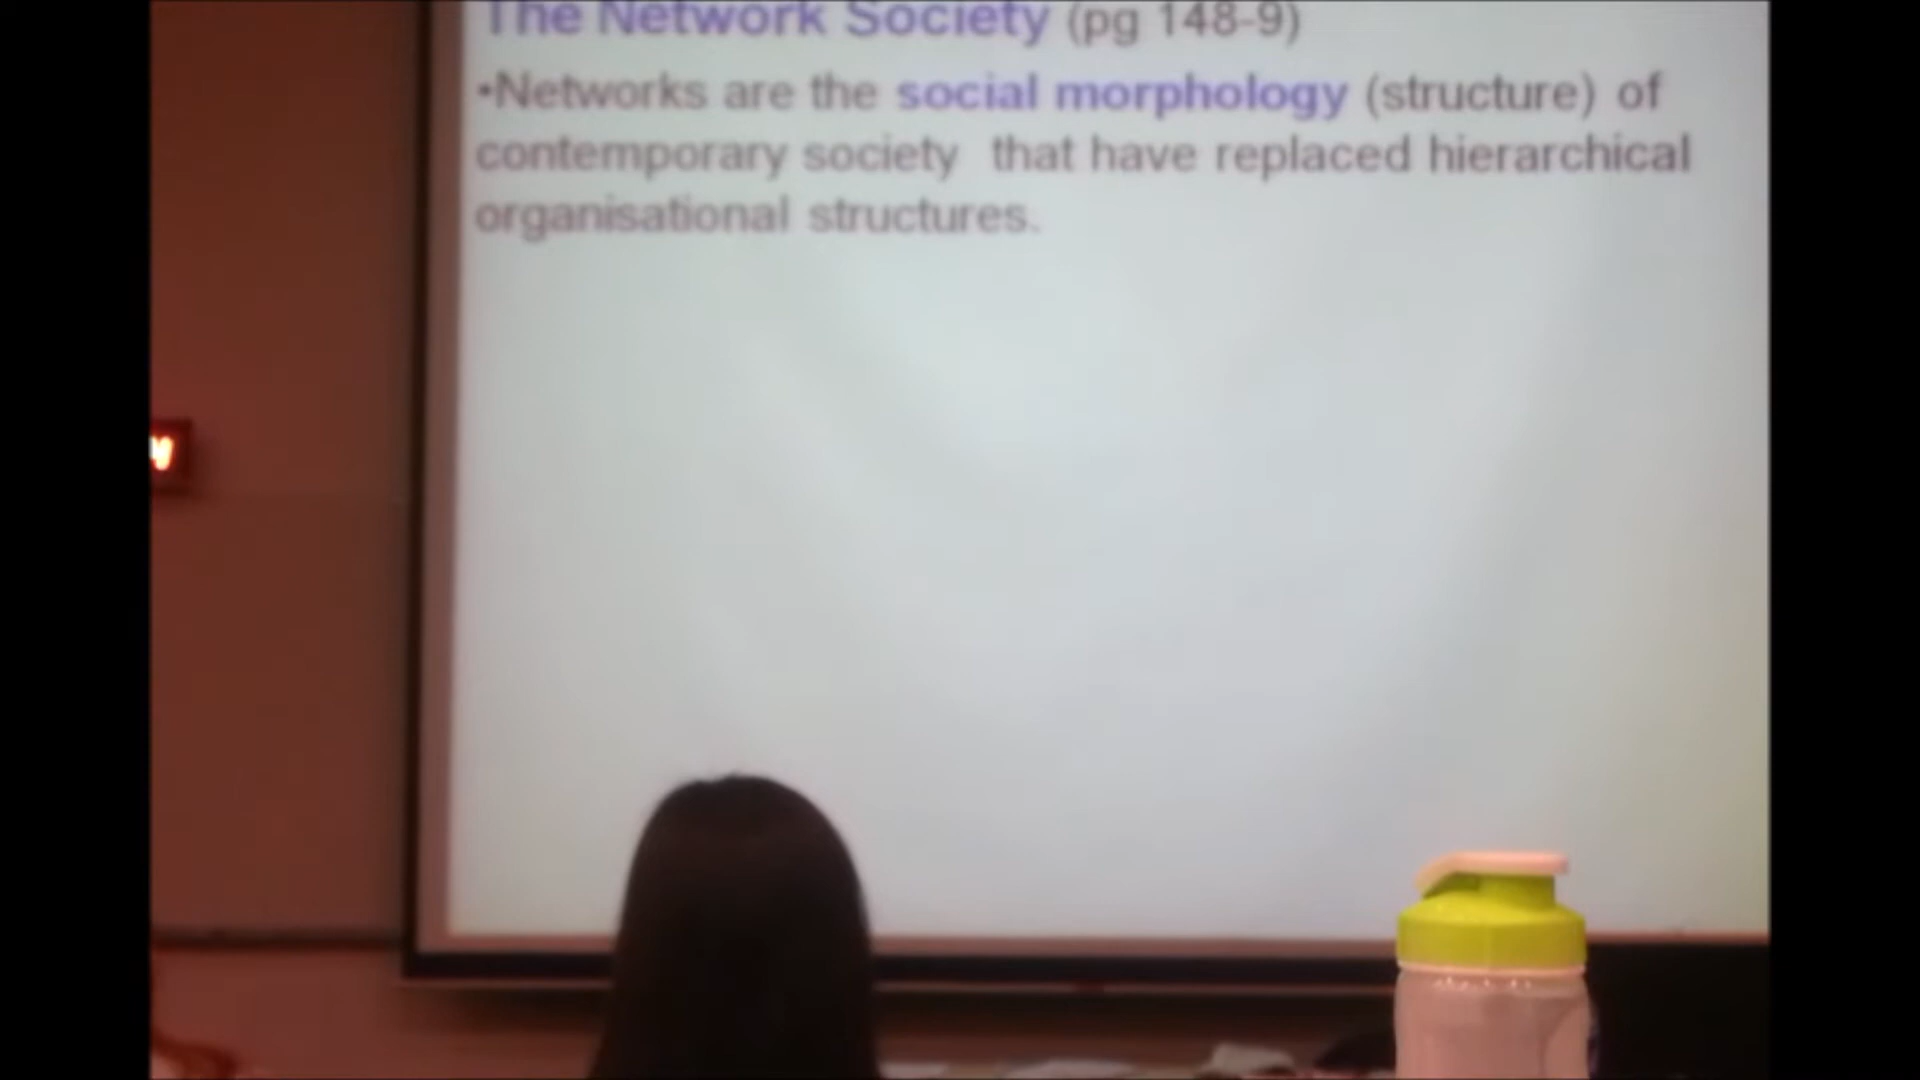 The Network Society (pg 148-9)
•Networks are the social morphology (structure) of
contemporary society that have replaced hierarchical
organisational structures.